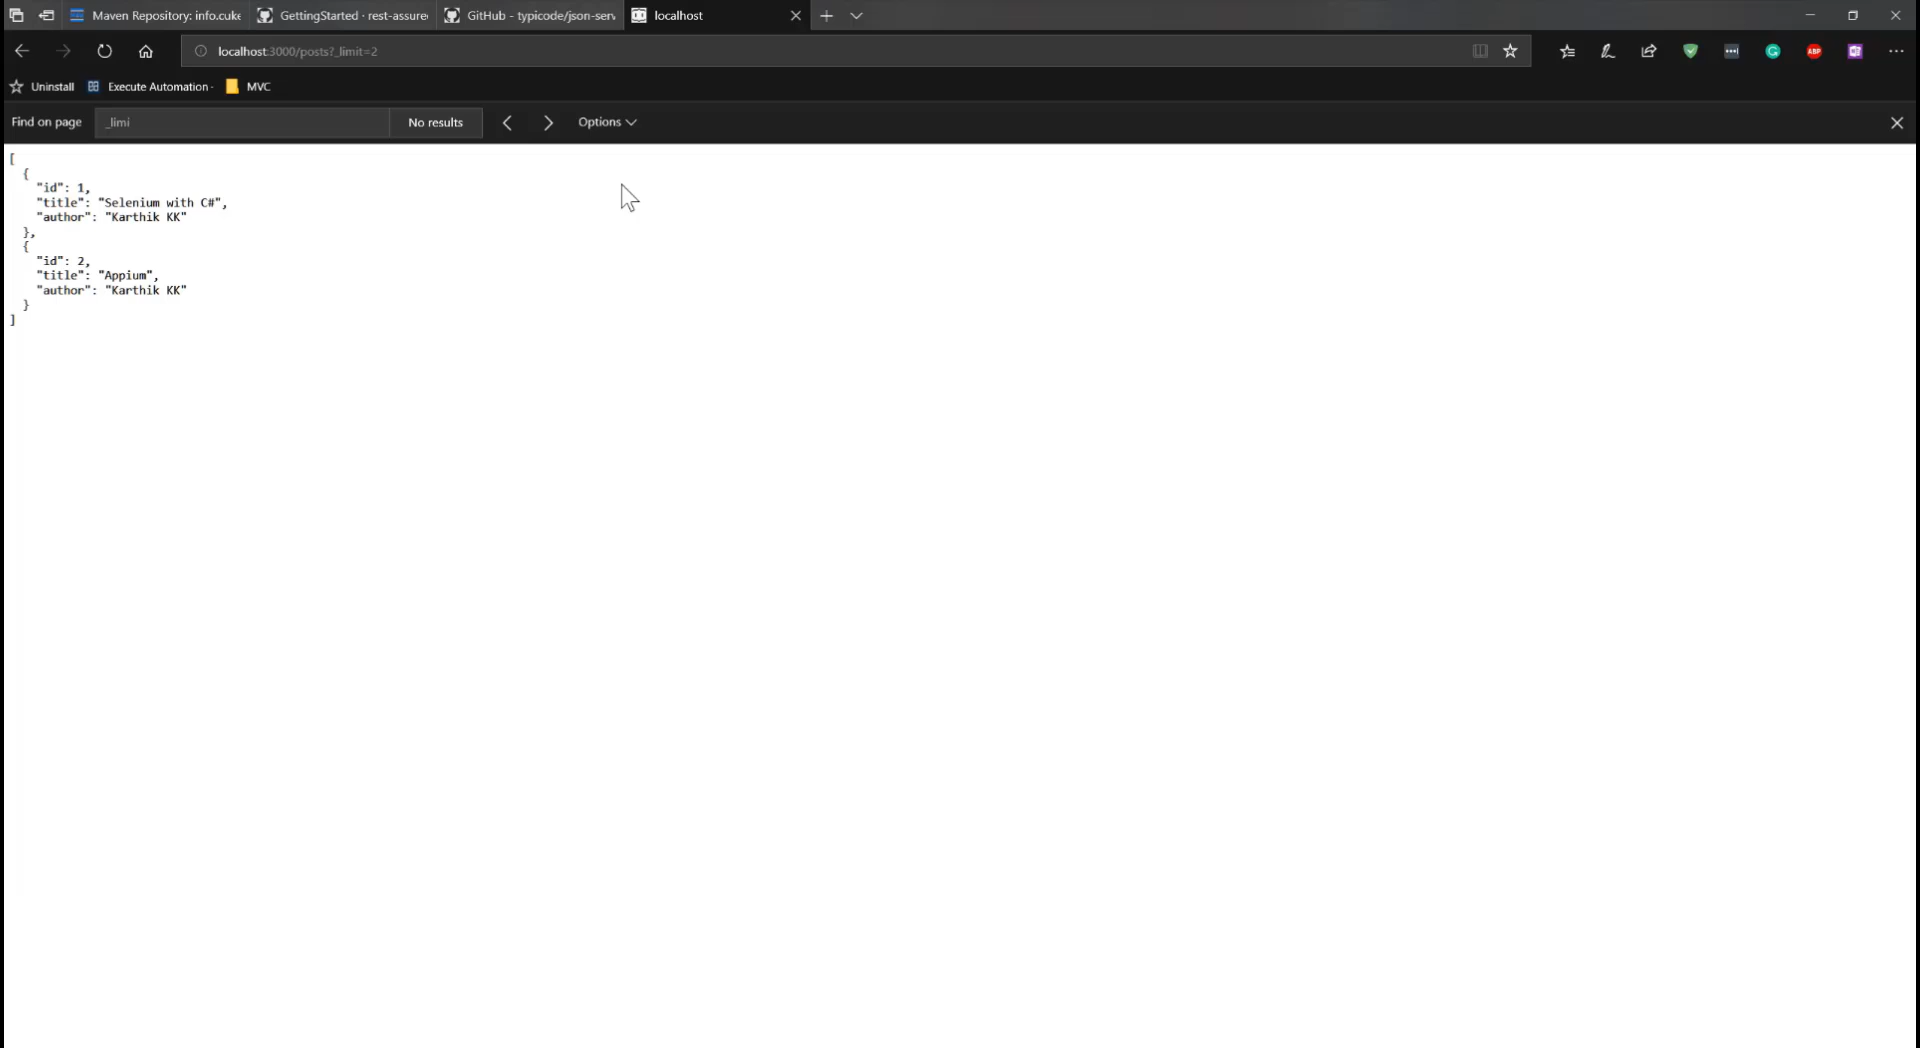 Maven Repository: info.cuke
GettingStarted · rest-assured
GitHub - typicode/json-serv
localhost
localhost:3000/posts?_limit=2
Uninstall
Execute Automation -
MVC
Find on page
_limi
No results
Options
[
{
"id": 1,
"title": "Selenium with C#",
"author": "Karthik KK"
},
{
"id": 2,
"title": "Appium",
"author": "Karthik KK"
}
]
ABP